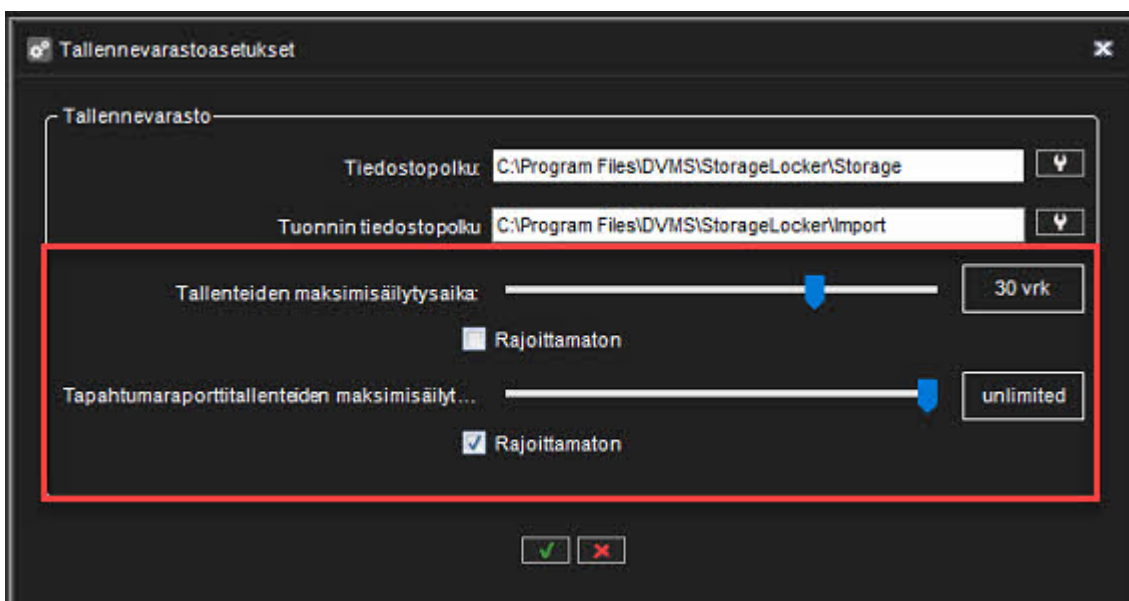 Tallennevarastoasetukset
Tallennevarasto
Tiedostopolku: C:\Program Files\DVMS\StorageLocker\Storage
Tuonnin tiedostopolku C:\Program Files\DVMS\StorageLocker\Import
Tallenteiden maksimisäilytysaika: 30 vrk
Rajoittamaton
Tapahtumaraporttitallenteiden maksimisäilyt... unlimited
Rajoittamaton